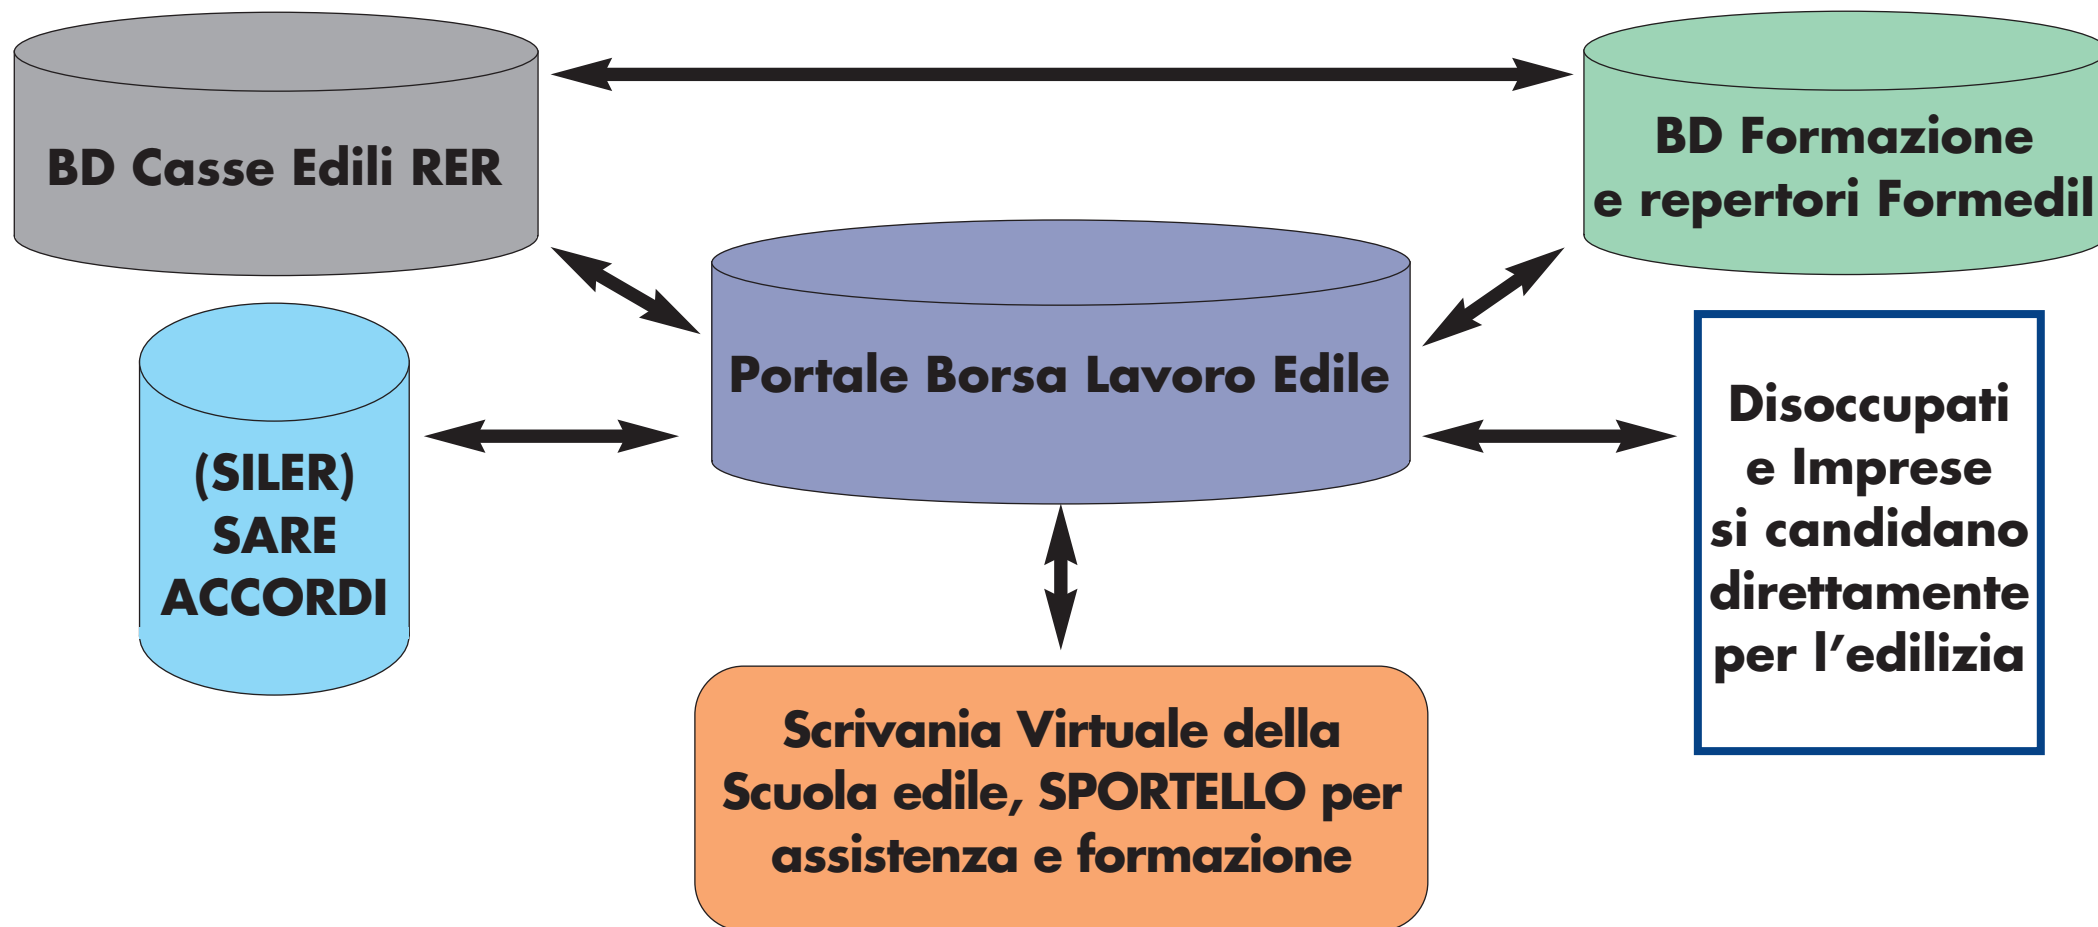 BD Casse Edili RER
BD Formazione
e repertori Formedil
Portale Borsa Lavoro Edile
(SILER)
SARE
ACCORDI
Disoccupati
e Imprese
si candidano
direttamente
per l’edilizia
Scrivania Virtuale della
Scuola edile, SPORTELLO per
assistenza e formazione